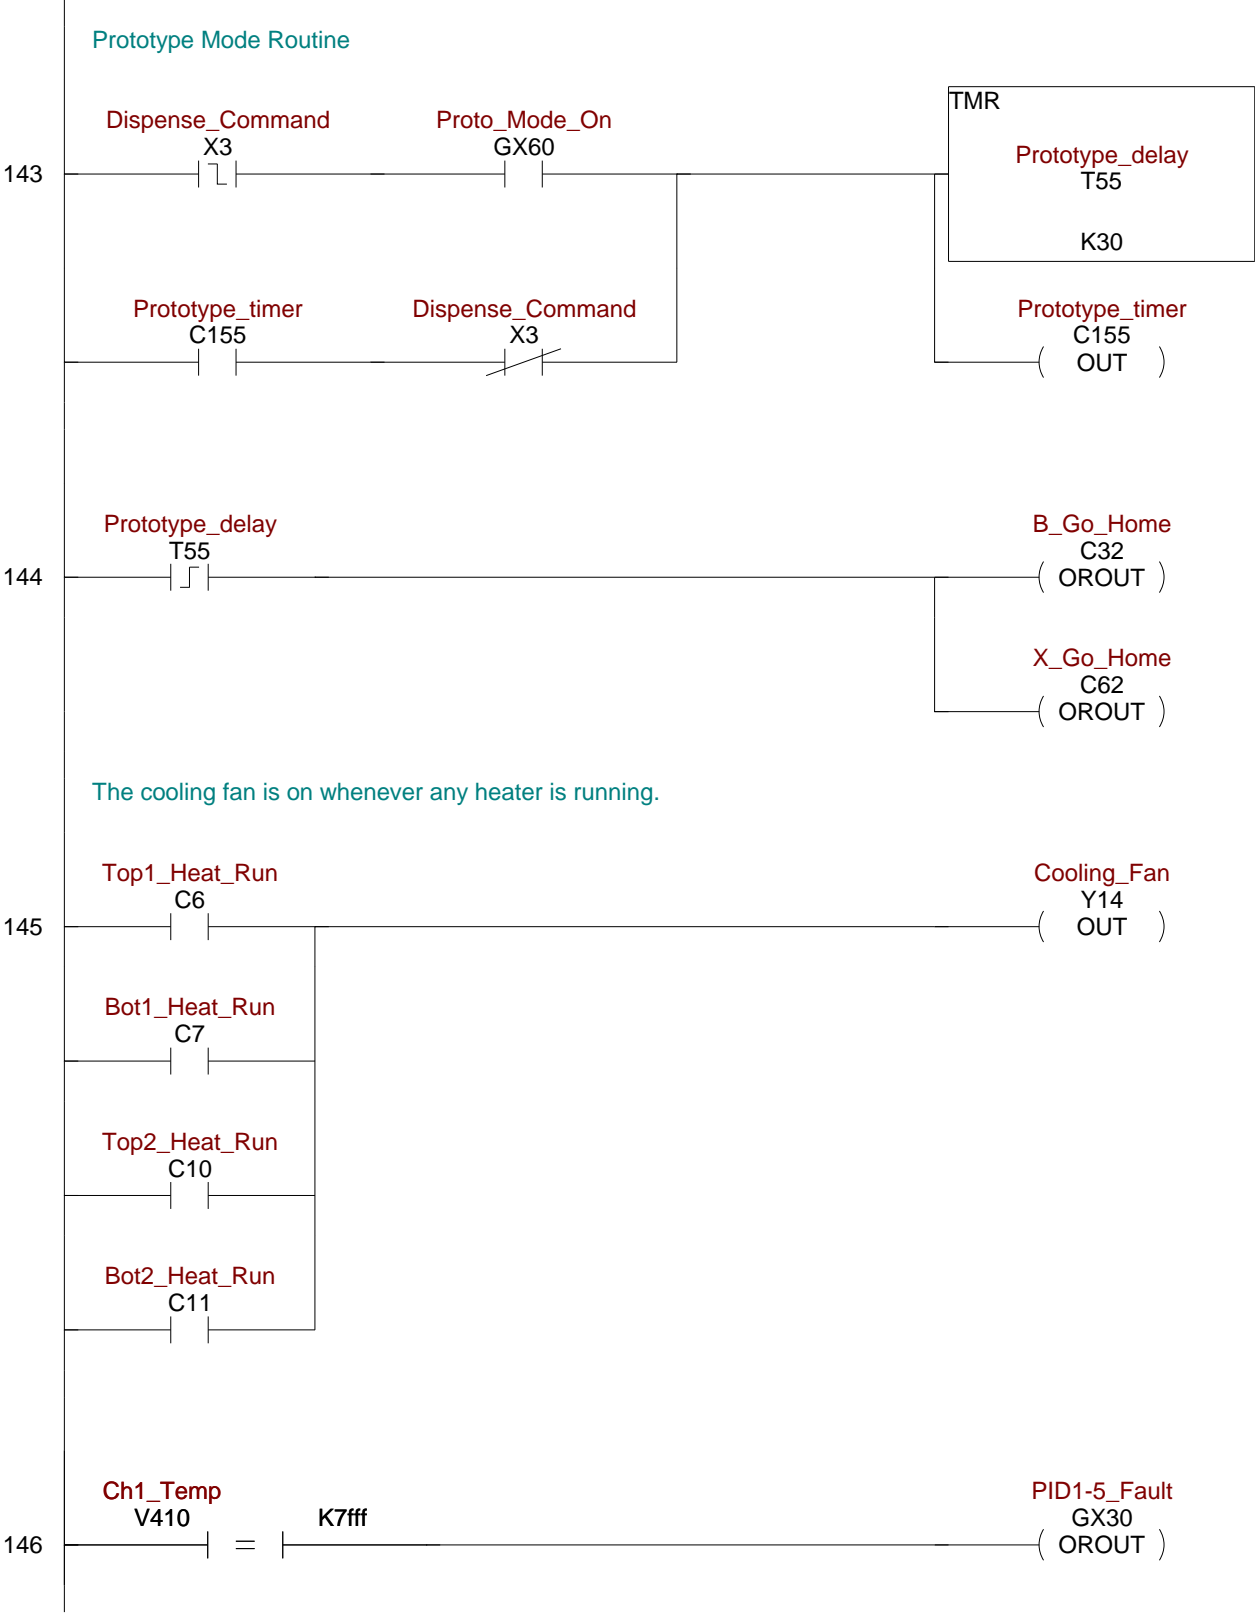 Prototype Mode Routine
TMR
Dispense_Command
Proto_Mode_On
X3
GX60
Prototype_delay
143
T55
K30
Prototype_timer
Dispense_Command
Prototype_timer
C155
X3
C155
OUT
Prototype_delay
B_Go_Home
T55
C32
144
OROUT
X_Go_Home
C62
OROUT
The cooling fan is on whenever any heater is running.
Top1_Heat_Run
Cooling_Fan
C6
Y14
145
OUT
Bot1_Heat_Run
C7
Top2_Heat_Run
C10
Bot2_Heat_Run
C11
Ch1_Temp
PID1-5_Fault
V410
K7fff
GX30
146
=
OROUT